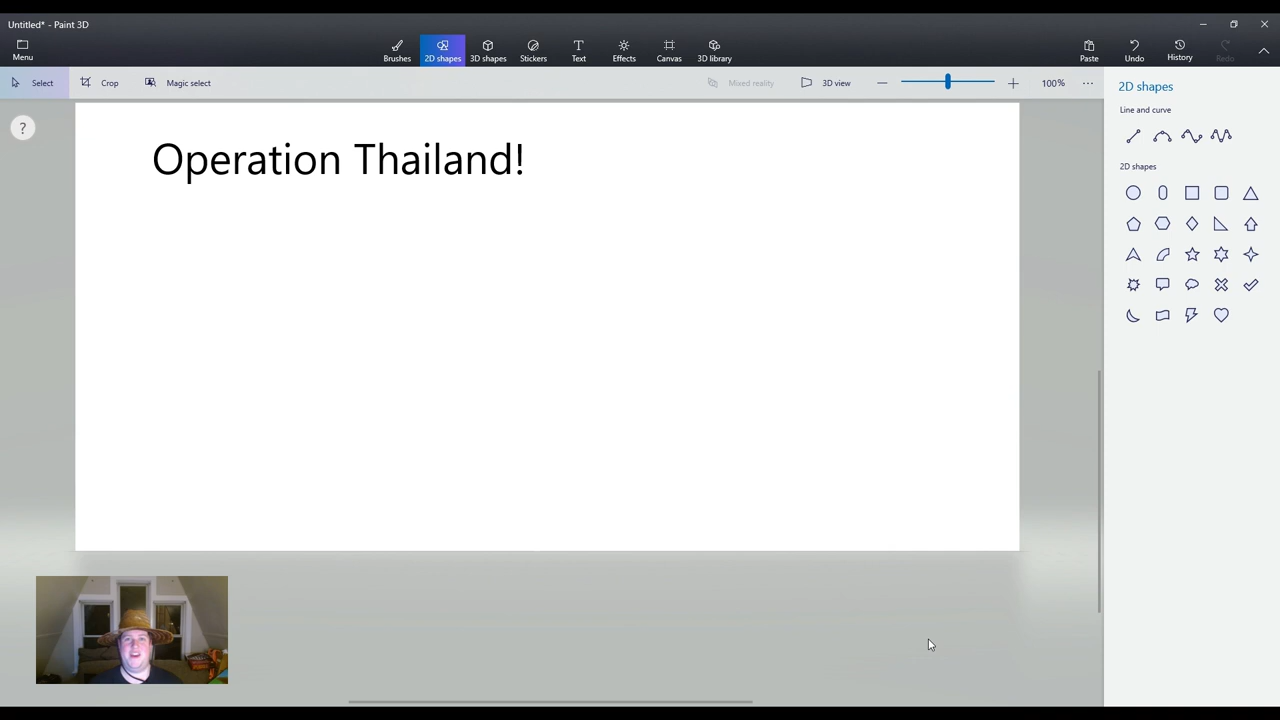 Untitled* - Paint 3D
Menu
Brushes
2D shapes
3D shapes
Stickers
Text
Effects
Canvas
3D library
Paste
Undo
History
Redo
Select
Crop
Magic select
Mixed reality
3D view
100%
2D shapes
Line and curve
2D shapes
?
Operation Thailand!